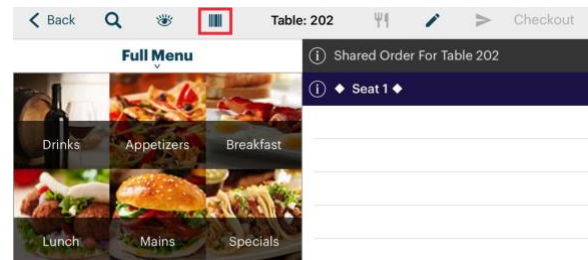 Back
Table: 202
Checkout
Full Menu
Drinks
Appetizers
Breakfast
Lunch
Mains
Specials
Shared Order For Table 202
◆ Seat 1 ◆